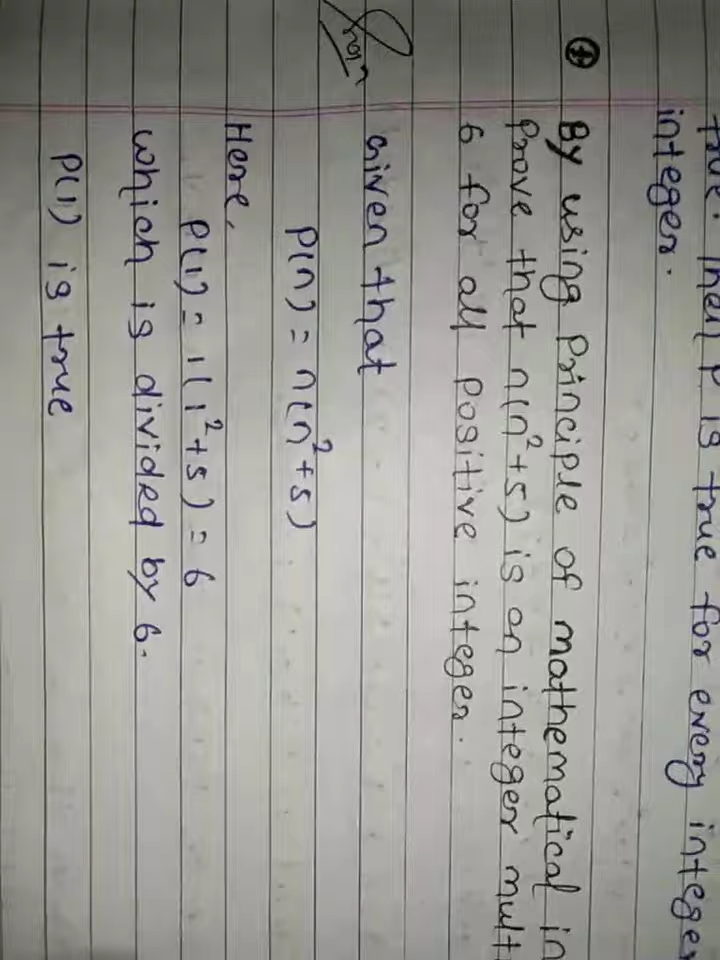 true. Then P is true for every integer
integer.
By using Principle of mathematical in
Prove that n(n²+5) is an integer mult
6 for all positive integer.
Soln
Given that
P(n) = n(n²+5)
Here,
P(1) = 1(1²+5) = 6
which is divided by 6.
P(1) is true